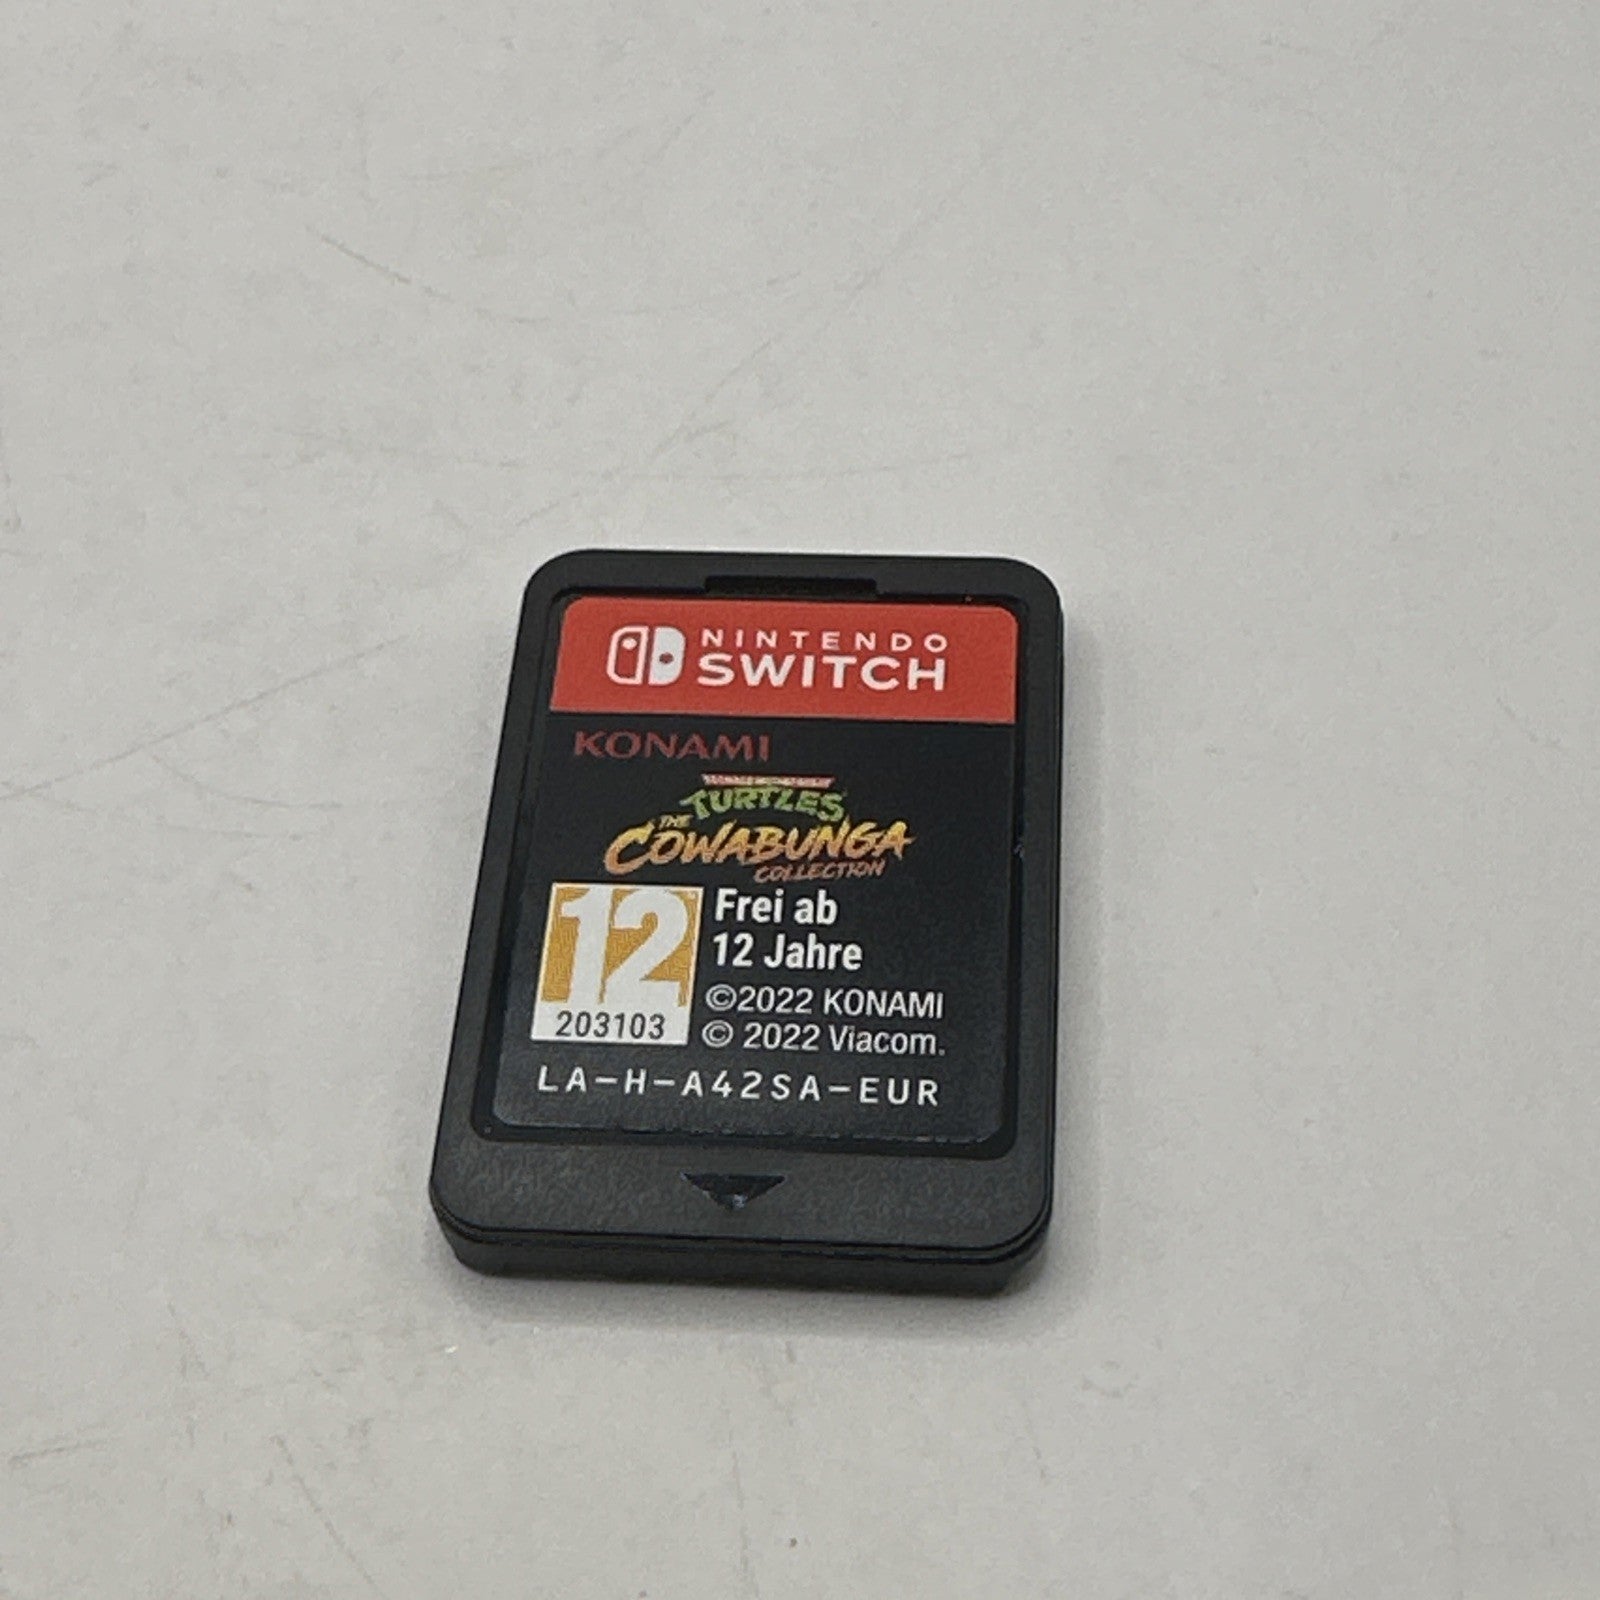 NINTENDO
SWITCH
KONAMI
TURTLES
THE
COWABUNGA
COLLECTION
12
203103
Frei ab
12 Jahre
©2022 KONAMI
© 2022 Viacom.
LA-H-A42SA-EUR